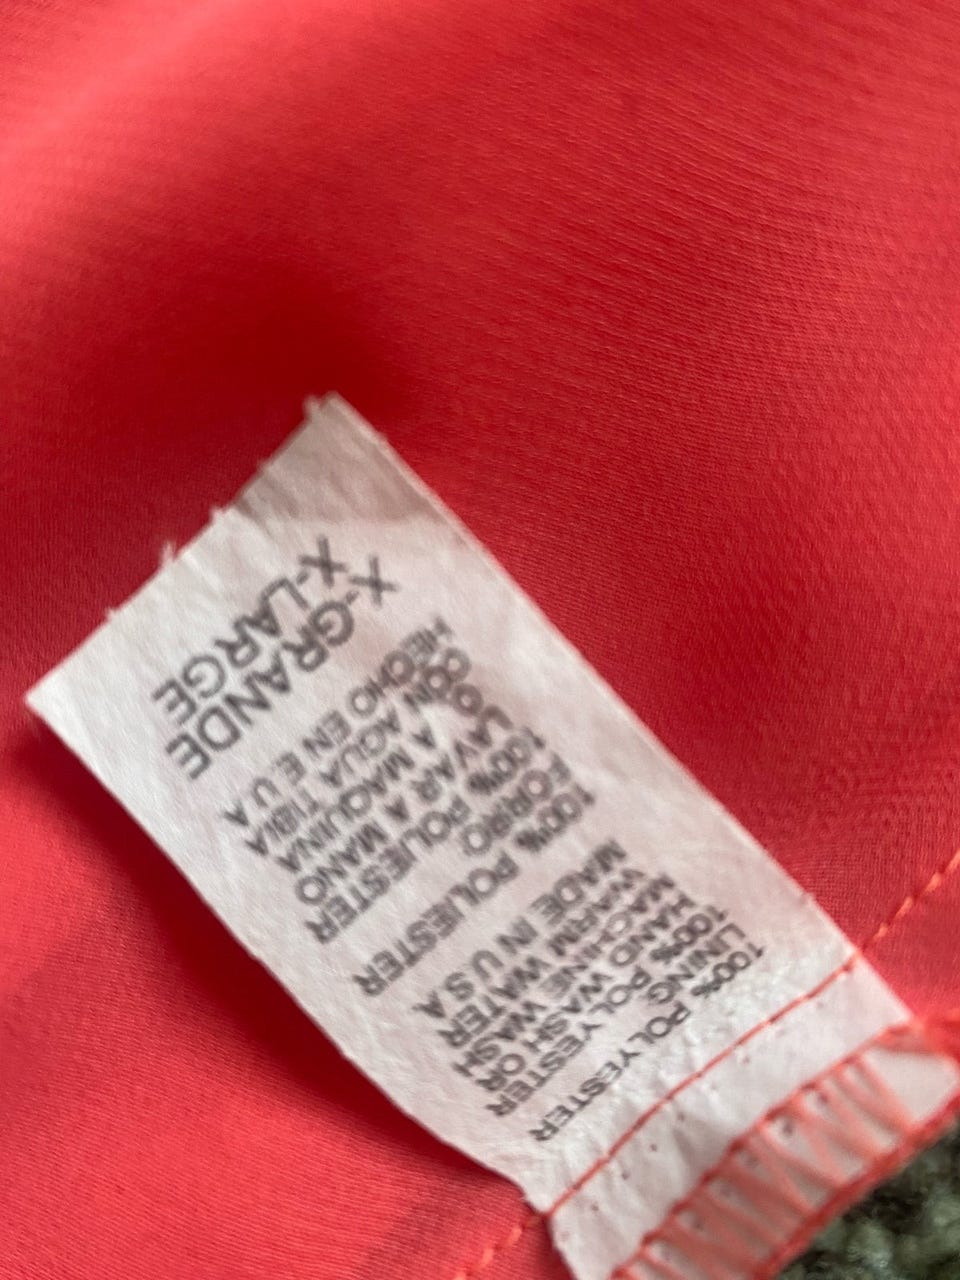 100% POLYESTER
LINING
100% POLYESTER
HAND WASH OR
MACHINE WASH
WARM WATER
MADE IN U S A
100% POLIESTER
FORRO
100% POLIESTER
LAVAR A MANO
O A MAQUINA
CON AGUA TIBIA
HECHO EN E U A
X-GRANDE
X-LARGE